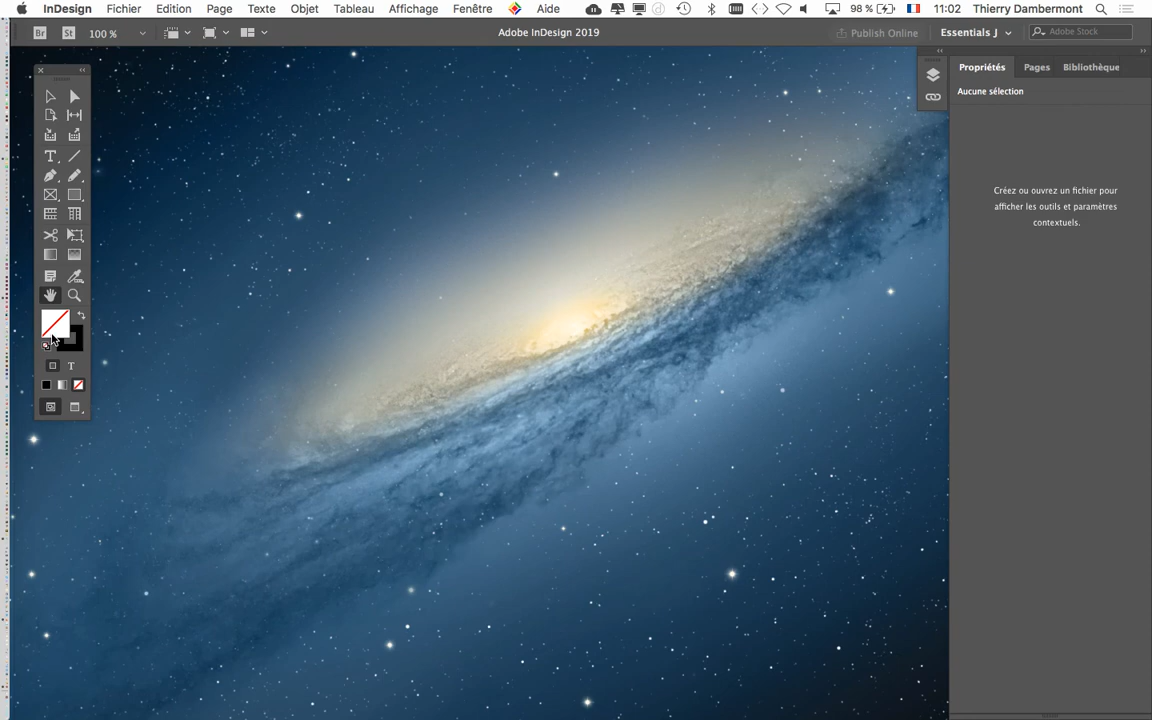 InDesign Fichier Edition Page Texte Objet Tableau Affichage Fenêtre Aide 98 % 11:02 Thierry Dambermont
Br St 100 % Adobe InDesign 2019 Publish Online Essentials J Adobe Stock
Propriétés Pages Bibliothèque
Aucune sélection
Créez ou ouvrez un fichier pour
afficher les outils et paramètres
contextuels.
T
T